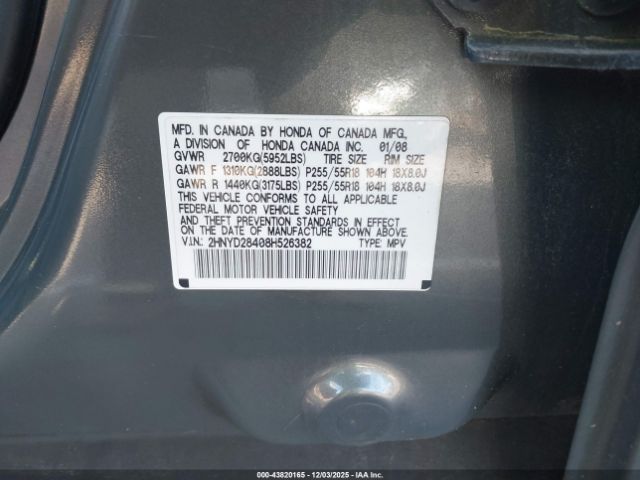 MFD. IN CANADA BY HONDA OF CANADA MFG.,
A DIVISION OF HONDA CANADA INC. 01/08
GVWR 2700KG(5952LBS) TIRE SIZE RIM SIZE
GAWR F 1310KG(2888LBS) P255/55R18 104H 18X8.0J
GAWR R 1440KG(3175LBS) P255/55R18 104H 18X8.0J
THIS VEHICLE CONFORMS TO ALL APPLICABLE
FEDERAL MOTOR VEHICLE SAFETY
AND THEFT PREVENTION STANDARDS IN EFFECT
ON THE DATE OF MANUFACTURE SHOWN ABOVE.
V.I.N.: 2HNYD28408H526382 TYPE: MPV
000-43820165 - 12/03/2025 - IAA Inc.